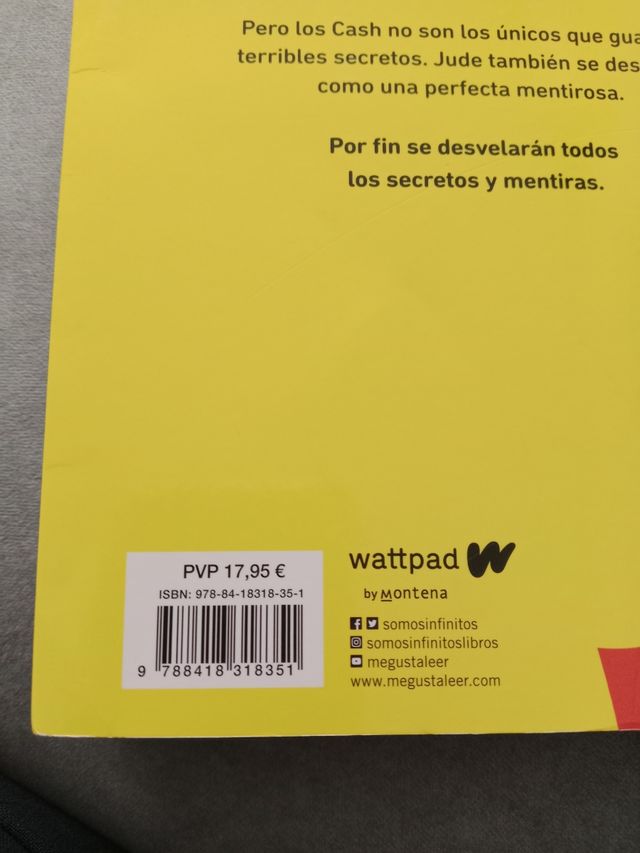 Pero los Cash no son los únicos que
terribles secretos. Jude también se
como una perfecta mentirosa.
Por fin se desvelarán todos
los secretos y mentiras.
wattpad W
by Montena
PVP 17,95 €
ISBN: 978-84-18318-35-1
9 788418 318351
somosinfinitos
somosinfinitoslibros
megustaleer
www.megustaleer.com